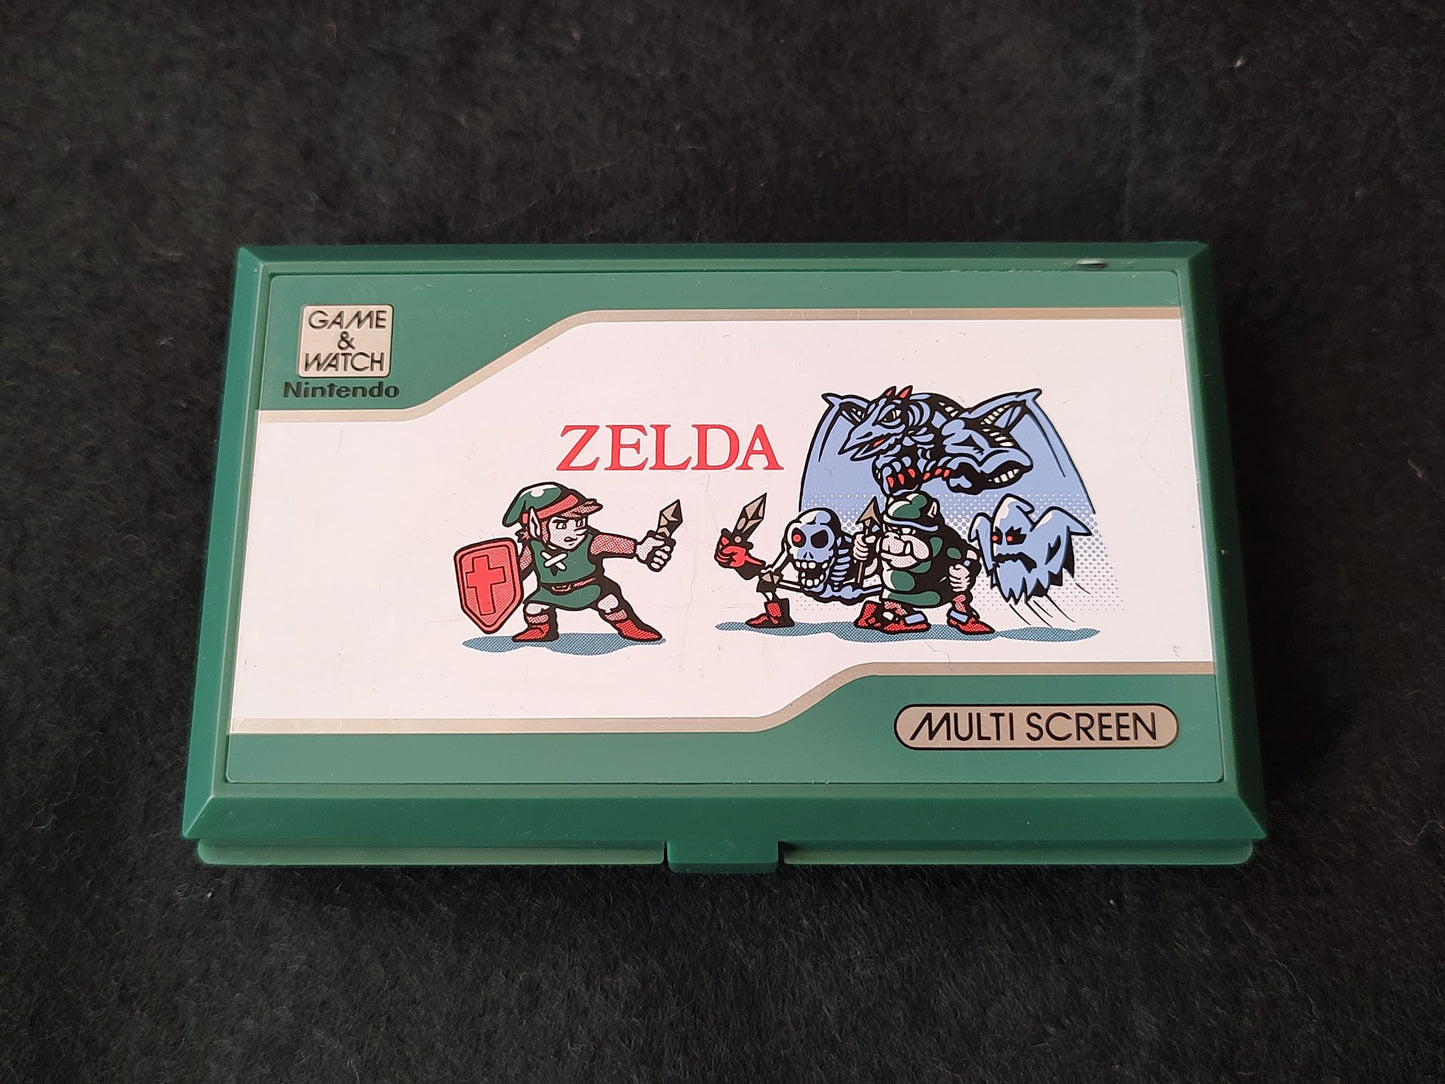 GAME
&
WATCH
Nintendo
ZELDA
MULTI SCREEN